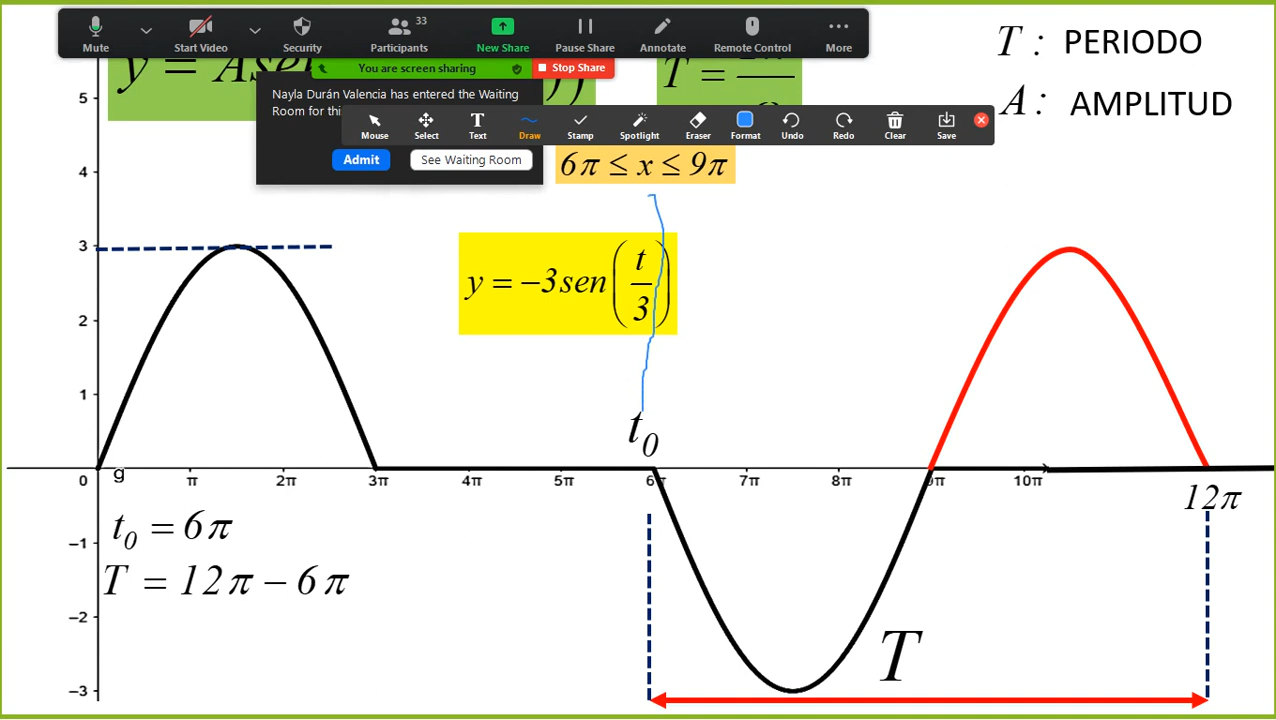 Mute
Start Video
Security
33
Participants
New Share
Pause Share
Annotate
Remote Control
More
You are screen sharing
Stop Share
T : PERIODO
A : AMPLITUD
y = Asen
))
T =
Nayla Durán Valencia has entered the Waiting
Room for thi
Admit
See Waiting Room
Mouse
Select
Text
Draw
Stamp
Spotlight
Eraser
Format
Undo
Redo
Clear
Save
6π ≤ x ≤ 9π
y = −3sen(t/3)
t₀
5
4
3
2
1
0
−1
−2
−3
g
π
2π
3π
4π
5π
6π
7π
8π
9π
10π
12π
t₀ = 6π
T = 12π − 6π
T